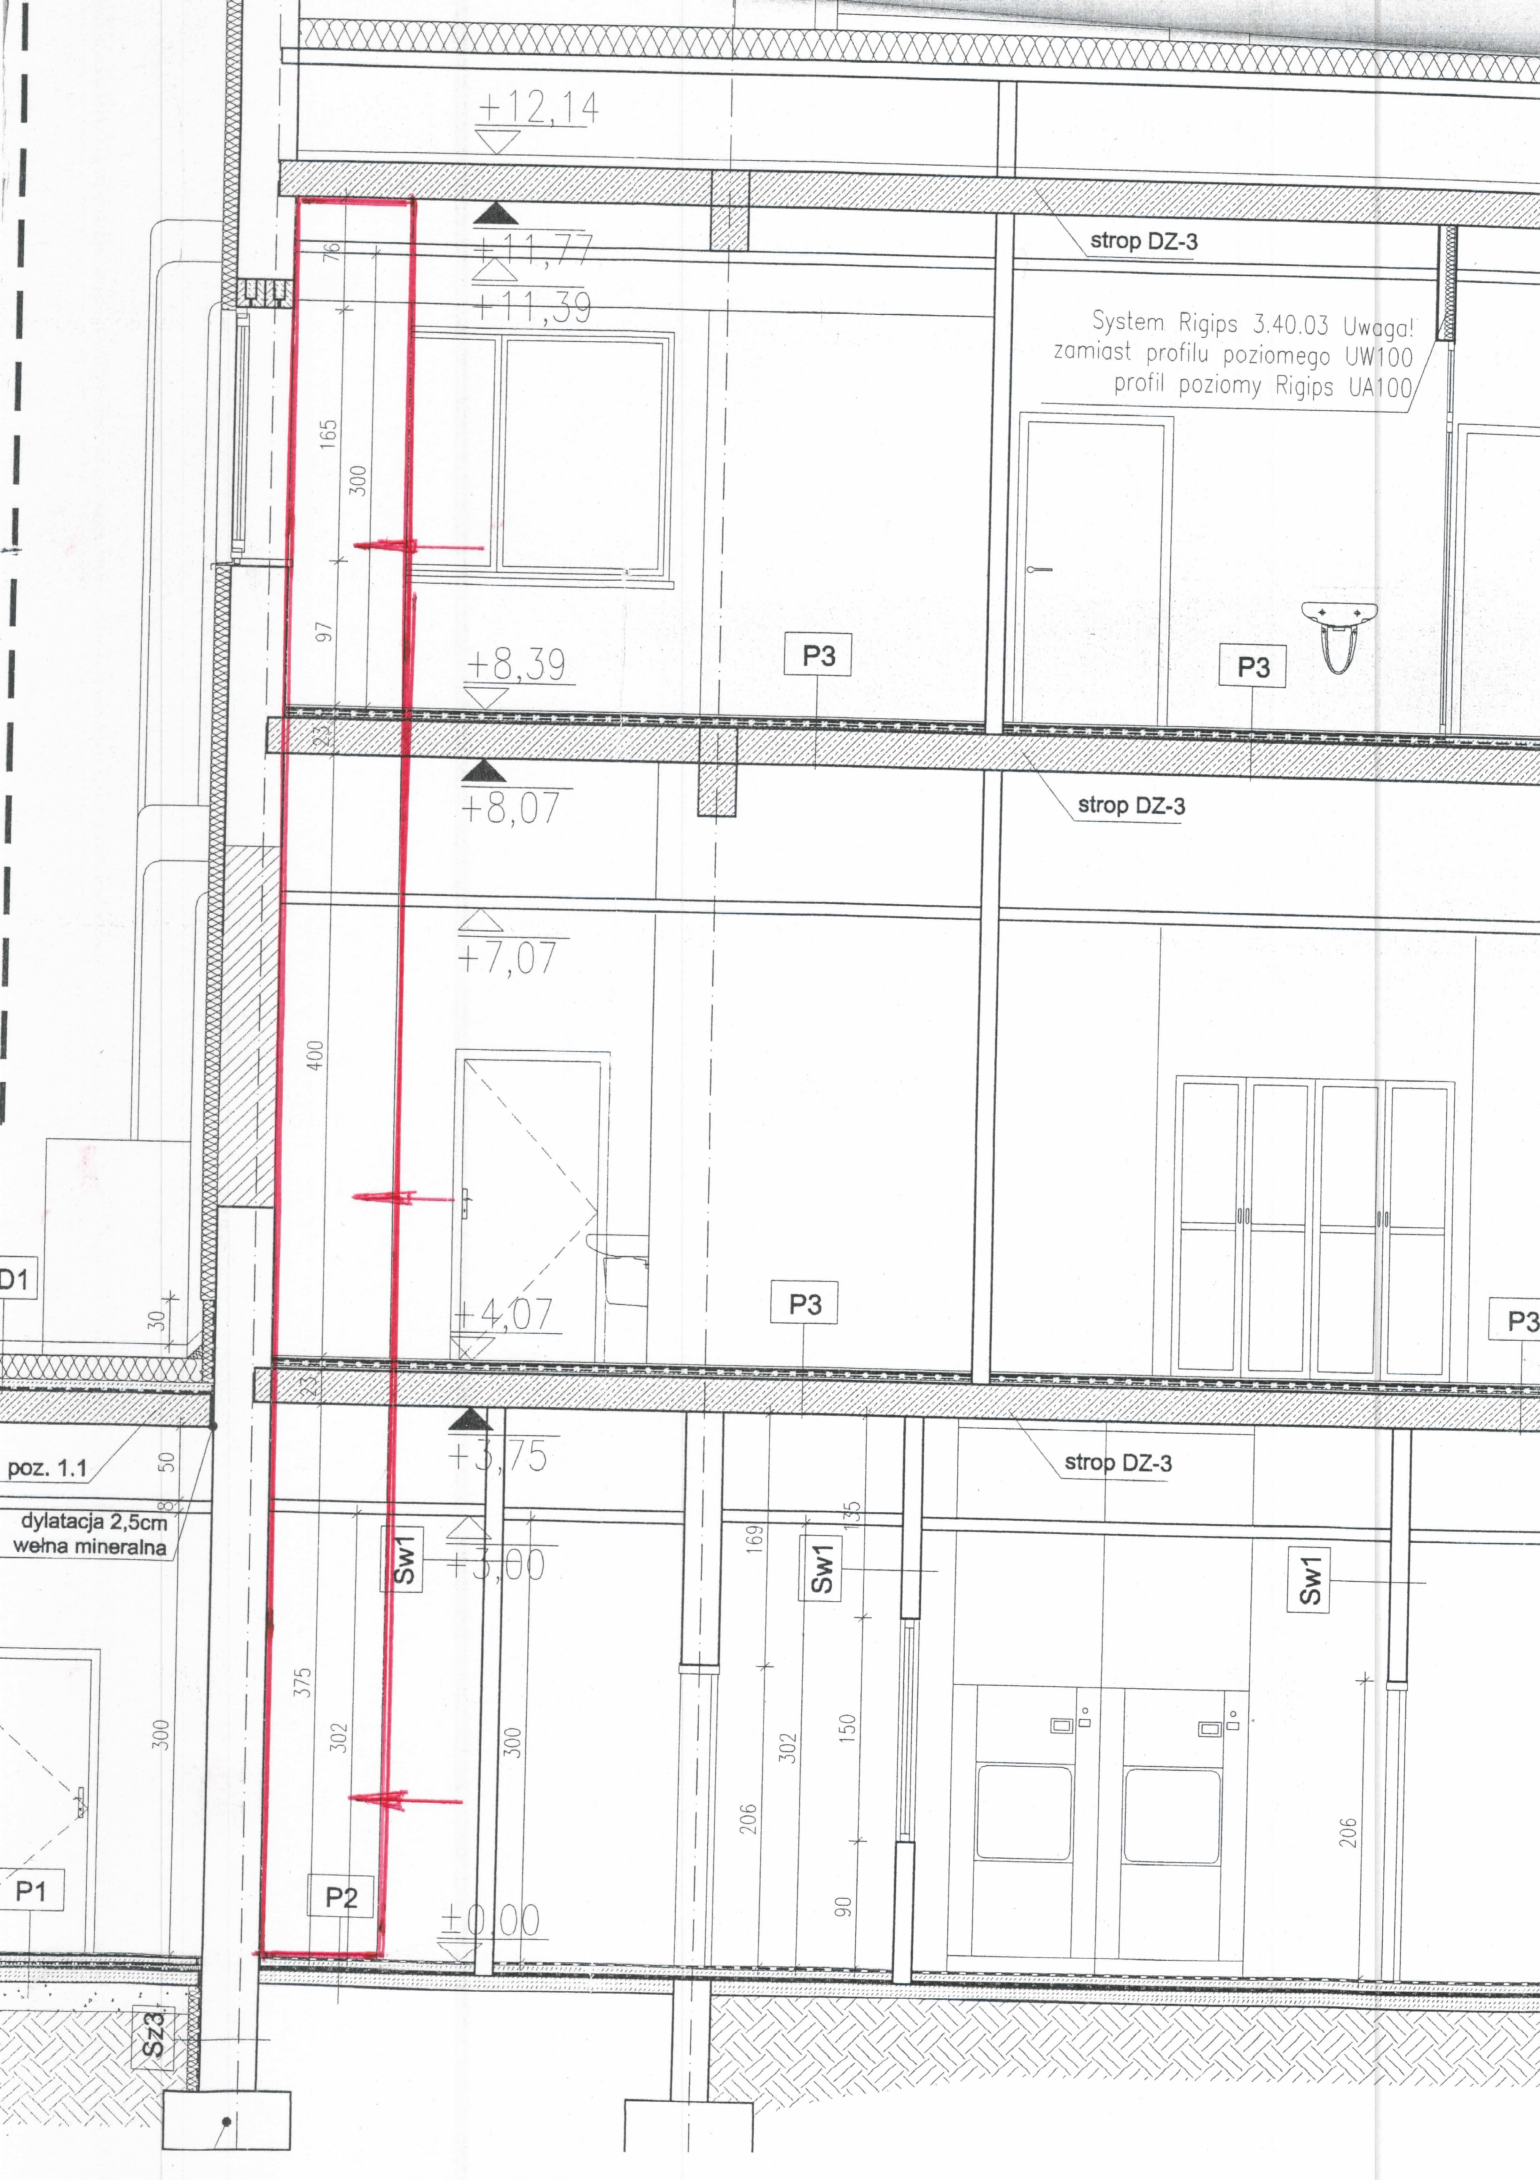 +12,14
+11,77
strop DZ-3
76
+11,39
System Rigips 3.40.03 Uwaga!
zamiast profilu poziomego UW100
profil poziomy Rigips UA100
165
300
97
+8,39
P3
P3
23
+8,07
strop DZ-3
+7,07
400
D1
30
+4,07
P3
P3
23
+3,75
strop DZ-3
poz. 1.1
50
8
dylatacja 2,5cm
wełna mineralna
Sw1
+3,00
169
135
Sw1
Sw1
300
375
302
300
302
150
206
206
90
P1
P2
±0,00
Sz3